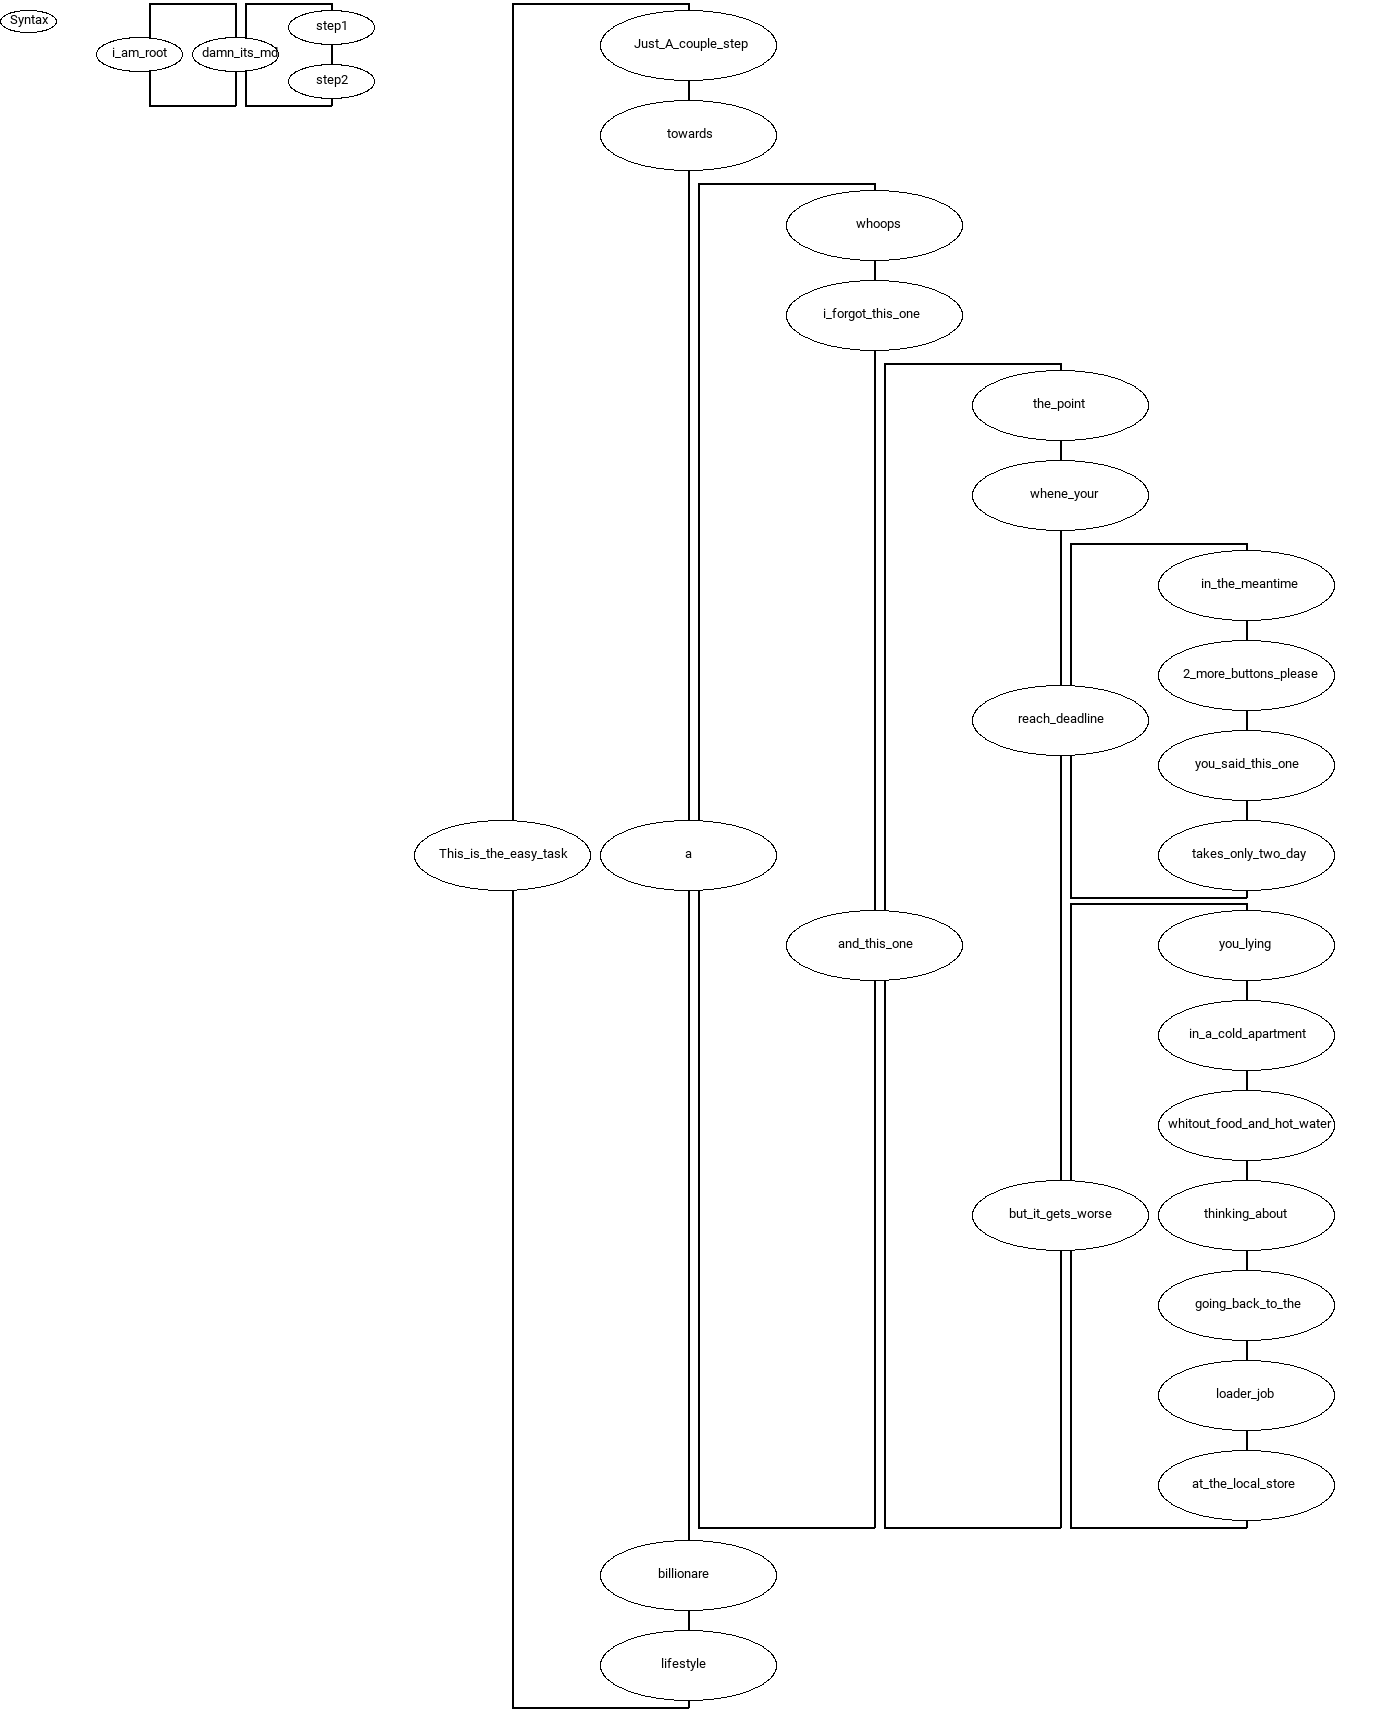 Syntax
i_am_root
damn_its_md
step1
step2
This_is_the_easy_task
Just_A_couple_step
towards
a
whoops
i_forgot_this_one
and_this_one
the_point
whene_your
reach_deadline
in_the_meantime
2_more_buttons_please
you_said_this_one
takes_only_two_day
but_it_gets_worse
you_lying
in_a_cold_apartment
whitout_food_and_hot_water
thinking_about
going_back_to_the
loader_job
at_the_local_store
billionare
lifestyle